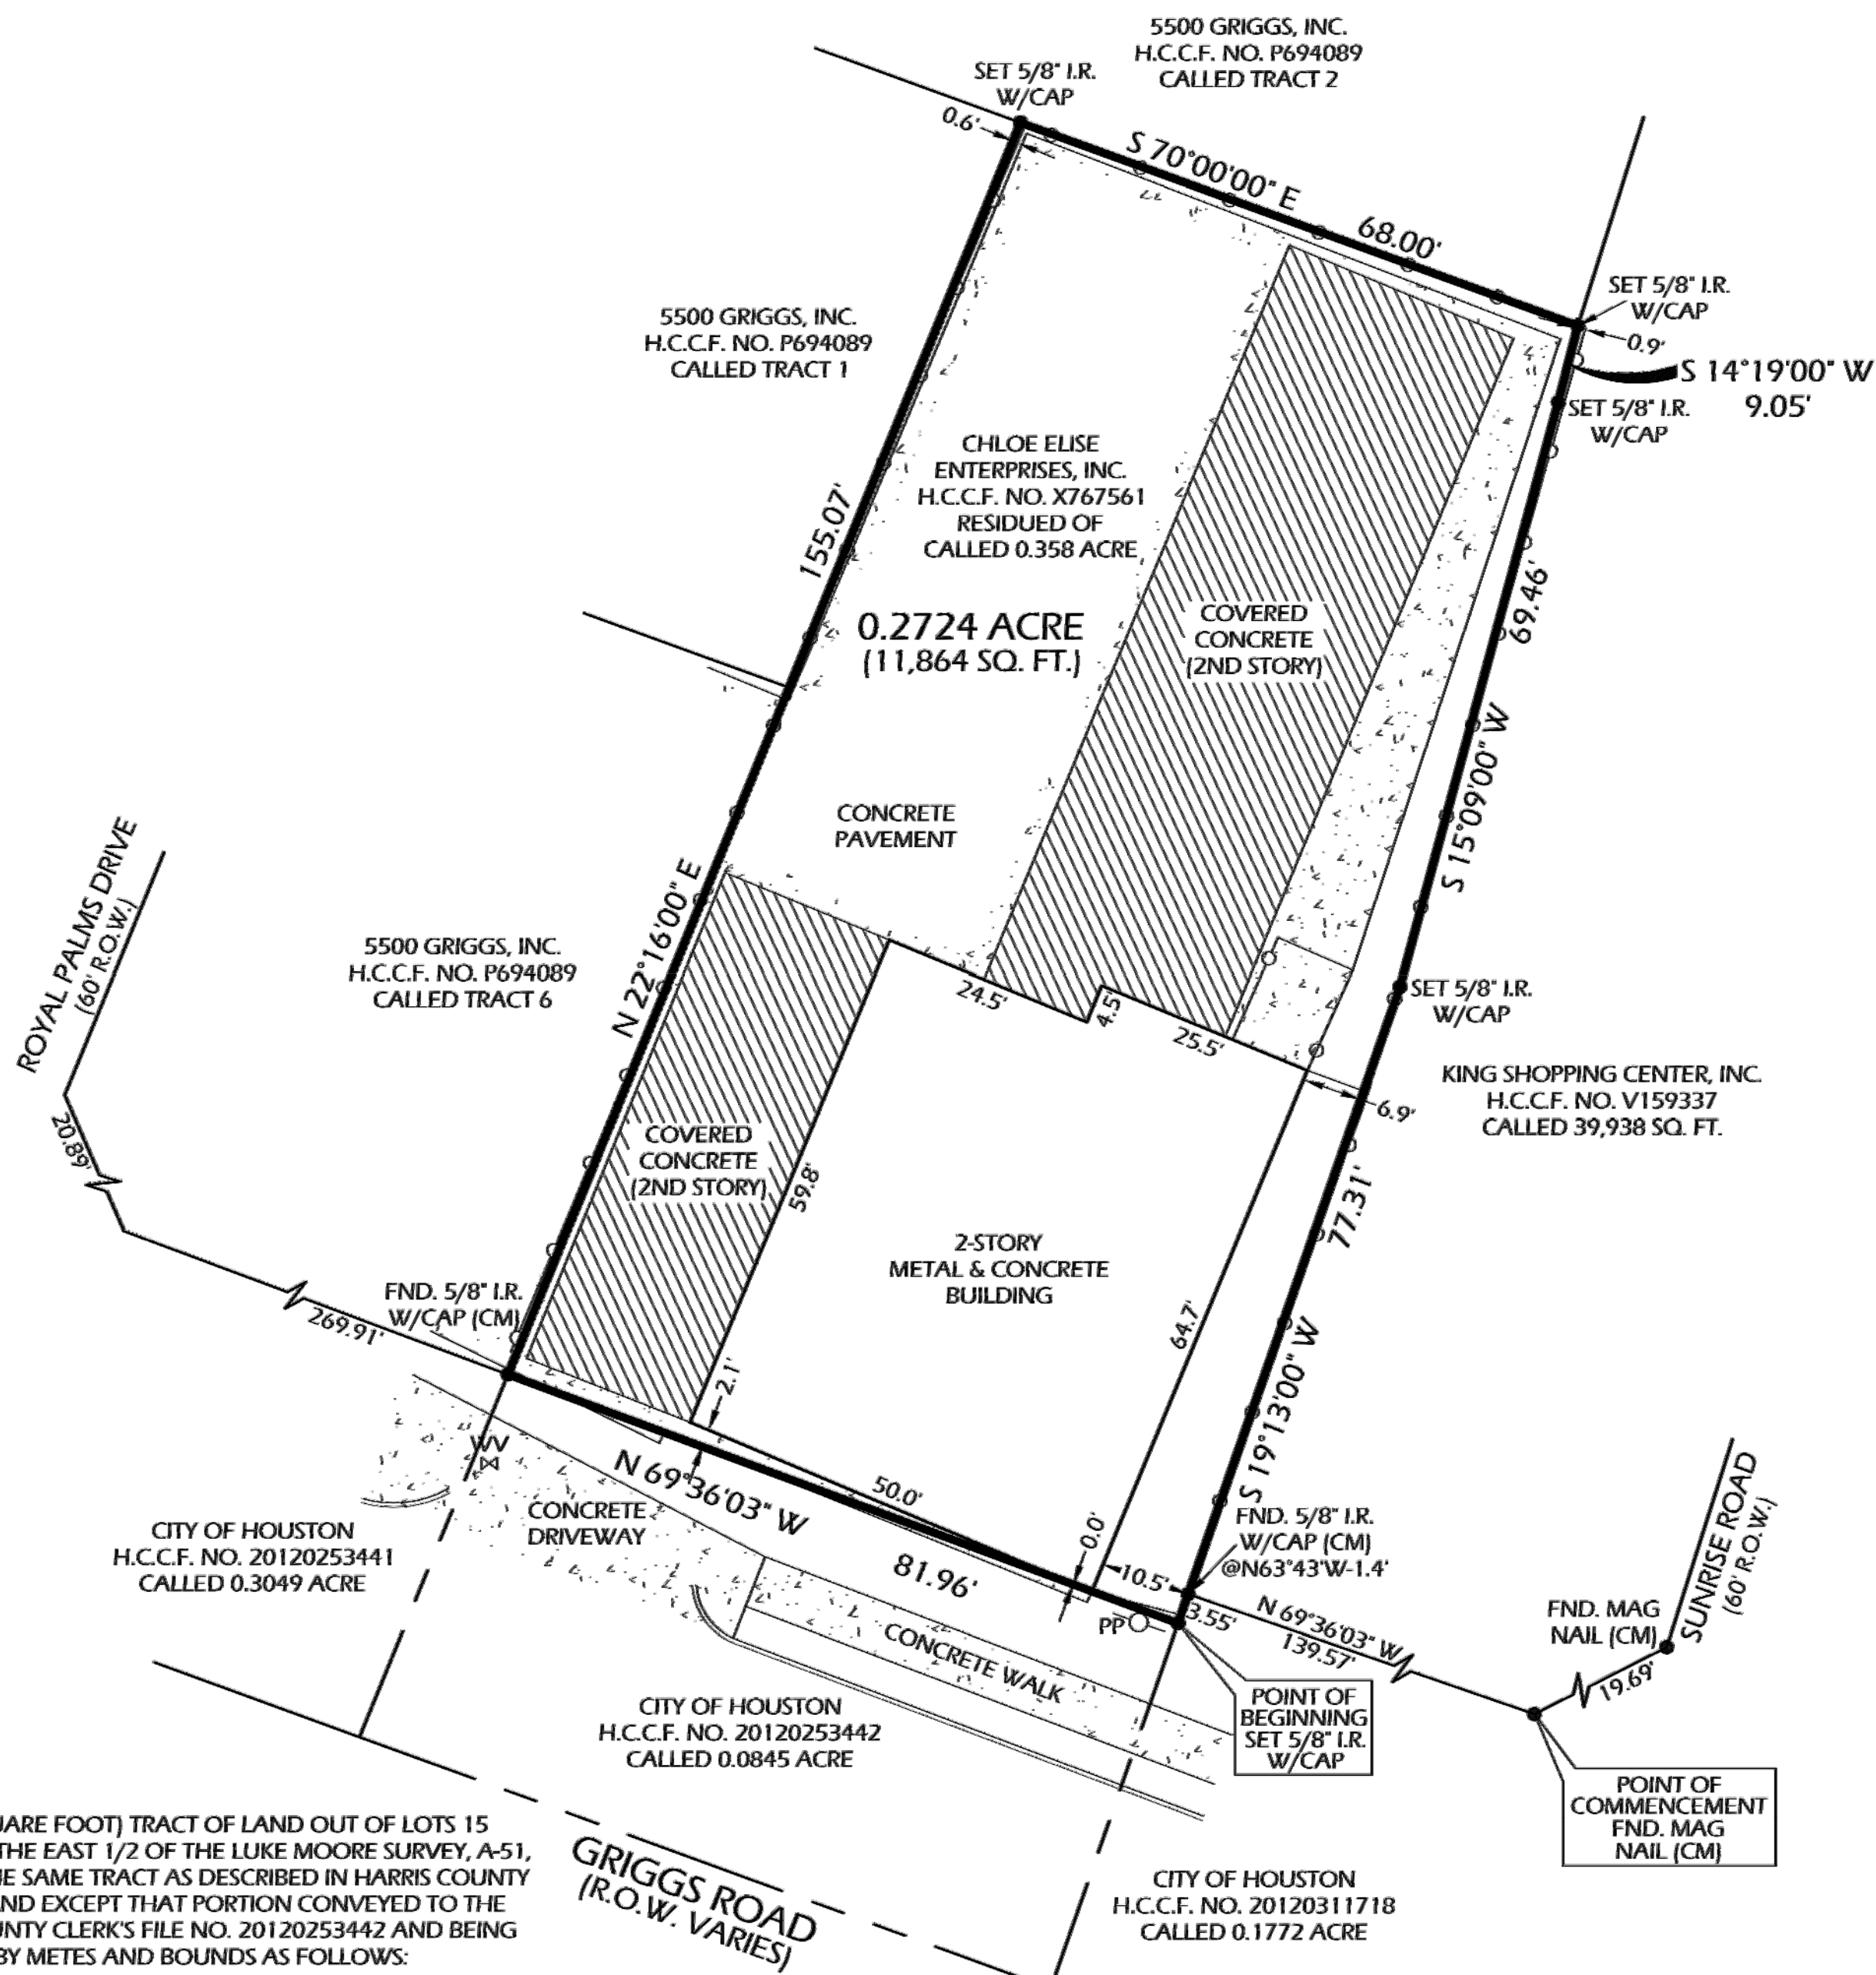 5500 GRIGGS, INC.
H.C.C.F. NO. P694089
CALLED TRACT 2
SET 5/8" I.R.
W/CAP
0.6'
S 70°00'00" E
68.00'
SET 5/8" I.R.
W/CAP
0.9'
S 14°19'00" W
9.05'
SET 5/8" I.R.
W/CAP
5500 GRIGGS, INC.
H.C.C.F. NO. P694089
CALLED TRACT 1
CHLOE ELISE
ENTERPRISES, INC.
H.C.C.F. NO. X767561
RESIDUED OF
CALLED 0.358 ACRE
155.07'
0.2724 ACRE
(11,864 SQ. FT.)
COVERED
CONCRETE
(2ND STORY)
69.46'
S 15°09'00" W
CONCRETE
PAVEMENT
ROYAL PALMS DRIVE
(60' R.O.W.)
N 22°16'00" E
5500 GRIGGS, INC.
H.C.C.F. NO. P694089
CALLED TRACT 6
24.5'
4.5'
25.5'
SET 5/8" I.R.
W/CAP
KING SHOPPING CENTER, INC.
H.C.C.F. NO. V159337
CALLED 39,938 SQ. FT.
6.9'
20.89'
COVERED
CONCRETE
(2ND STORY)
59.8'
77.31'
2-STORY
METAL & CONCRETE
BUILDING
64.7'
FND. 5/8" I.R.
W/CAP (CM)
269.91'
2.1'
S 19°13'00" W
WV
N 69°36'03" W
50.0'
81.96'
CONCRETE
DRIVEWAY
0.0'
10.5'
FND. 5/8" I.R.
W/CAP (CM)
@N63°43'W-1.4'
3.55'
PP
N 69°36'03" W
139.57'
FND. MAG
NAIL (CM)
SUNRISE ROAD
(60' R.O.W.)
19.69'
CITY OF HOUSTON
H.C.C.F. NO. 20120253441
CALLED 0.3049 ACRE
CONCRETE WALK
CITY OF HOUSTON
H.C.C.F. NO. 20120253442
CALLED 0.0845 ACRE
POINT OF
BEGINNING
SET 5/8" I.R.
W/CAP
POINT OF
COMMENCEMENT
FND. MAG
NAIL (CM)
GRIGGS ROAD
(R.O.W. VARIES)
CITY OF HOUSTON
H.C.C.F. NO. 20120311718
CALLED 0.1772 ACRE
FOOT) TRACT OF LAND OUT OF LOTS 15
THE EAST 1/2 OF THE LUKE MOORE SURVEY, A-51,
SAME TRACT AS DESCRIBED IN HARRIS COUNTY
EXCEPT THAT PORTION CONVEYED TO THE
CLERK'S FILE NO. 20120253442 AND BEING
BY METES AND BOUNDS AS FOLLOWS: